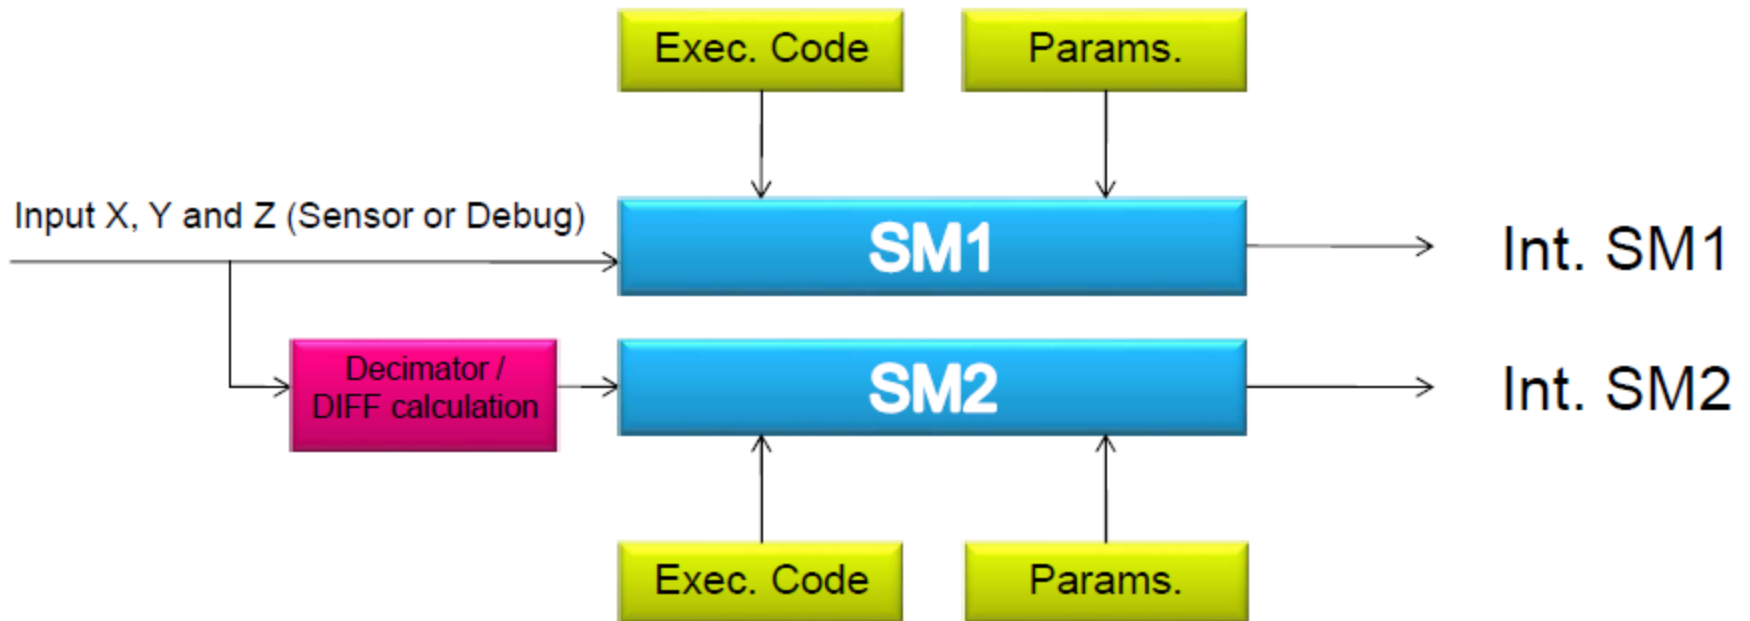 Exec. Code
Params.
Input X, Y and Z (Sensor or Debug)
SM1
Int. SM1
Decimator /
DIFF calculation
SM2
Int. SM2
Exec. Code
Params.